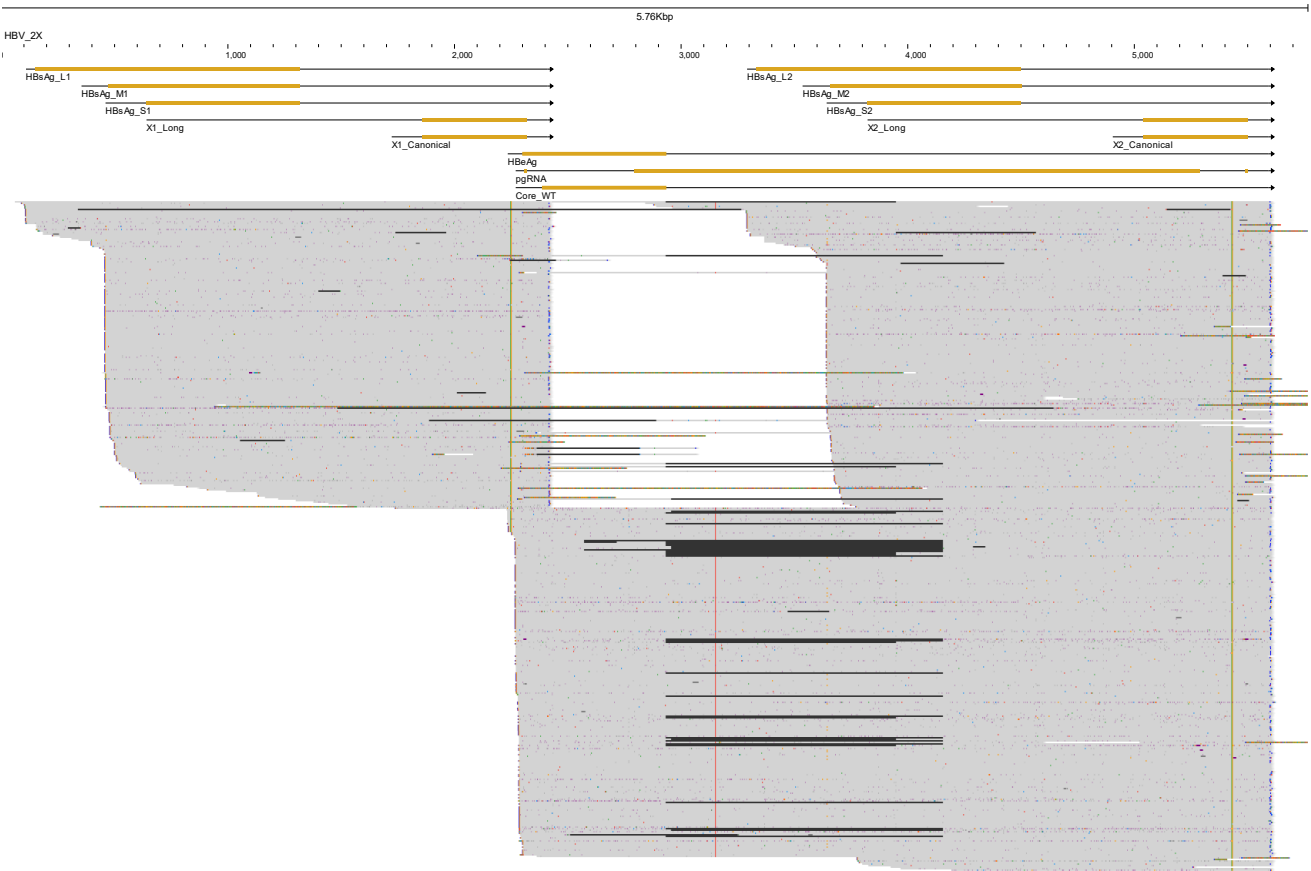 5.76Kbp
HBV_2X
1,000 2,000 3,000 4,000 5,000
HBsAg_L1 HBsAg_L2
HBsAg_M1 HBsAg_M2
HBsAg_S1 HBsAg_S2
X1_Long X2_Long
X1_Canonical X2_Canonical
HBeAg
pgRNA
Core_WT